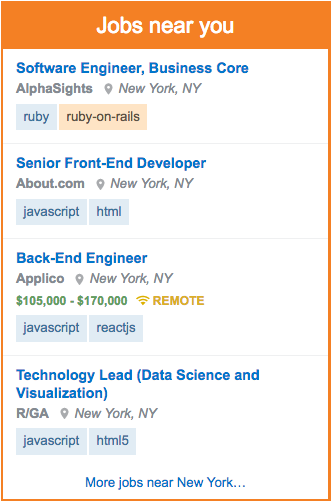 Jobs near you
Software Engineer, Business Core
AlphaSights New York, NY
ruby ruby-on-rails
Senior Front-End Developer
About.com New York, NY
javascript html
Back-End Engineer
Applico New York, NY
$105,000 - $170,000 REMOTE
javascript reactjs
Technology Lead (Data Science and
Visualization)
R/GA New York, NY
javascript html5
More jobs near New York…